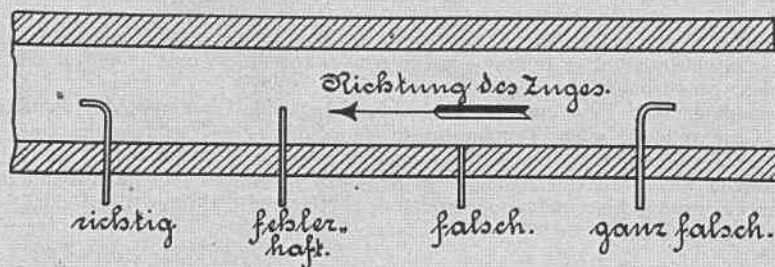 Richtung des Zuges.
richtig
fehler-
haft.
falsch.
ganz falsch.